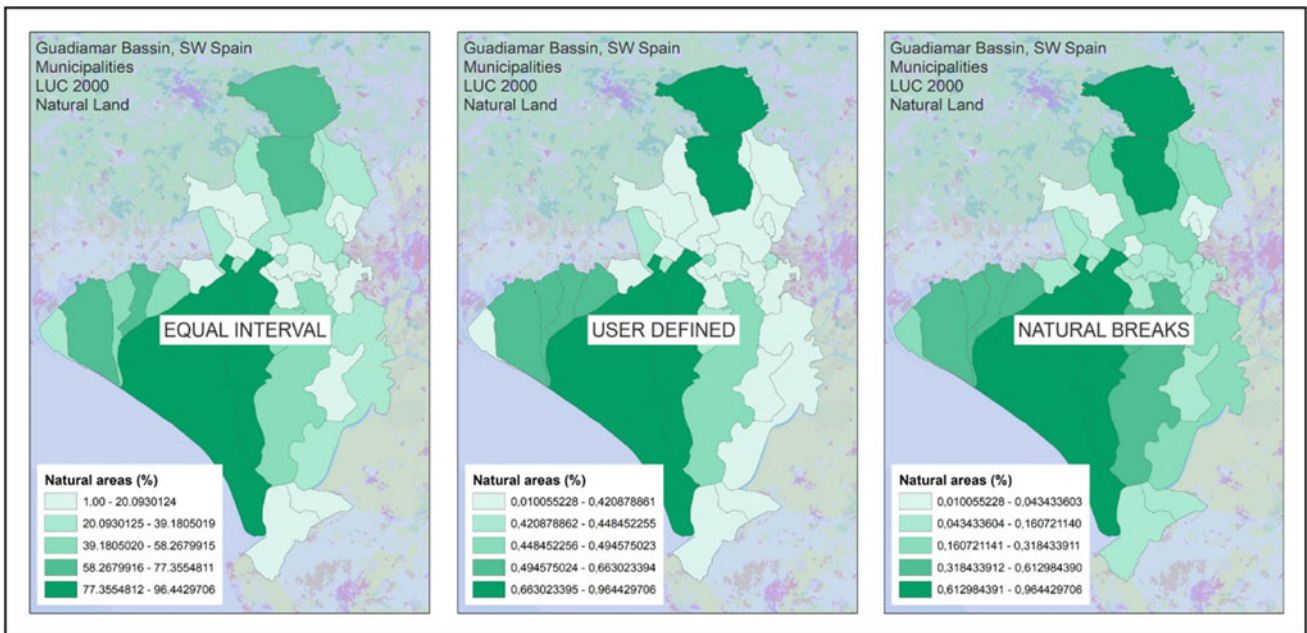 Guadiamar Bassin, SW Spain
Municipalities
LUC 2000
Natural Land
EQUAL INTERVAL
Natural areas (%)
1.00 - 20.0930124
20.0930125 - 39.1805019
39.1805020 - 58.2679915
58.2679916 - 77.3554811
77.3554812 - 96.4429706
Guadiamar Bassin, SW Spain
Municipalities
LUC 2000
Natural Land
USER DEFINED
Natural areas (%)
0,010055228 - 0,420878861
0,420878862 - 0,448452255
0,448452256 - 0,494575023
0,494575024 - 0,663023394
0,663023395 - 0,964429706
Guadiamar Bassin, SW Spain
Municipalities
LUC 2000
Natural Land
NATURAL BREAKS
Natural areas (%)
0,010055228 - 0,043433603
0,043433604 - 0,160721140
0,160721141 - 0,318433911
0,318433912 - 0,612984390
0,612984391 - 0,964429706